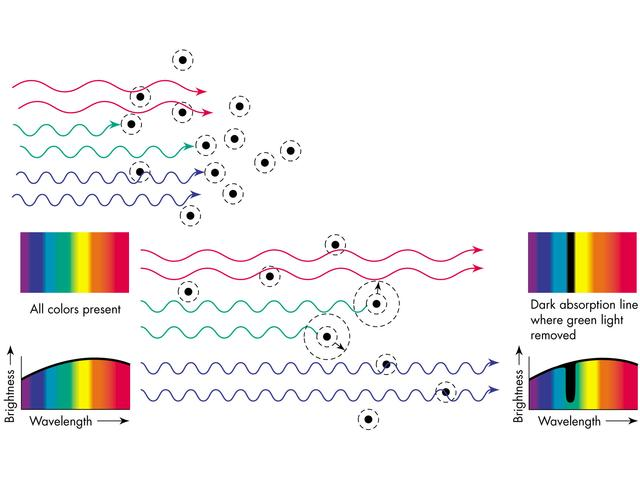 All colors present
Dark absorption line
where green light
removed
Brightness
Wavelength
Brightness
Wavelength